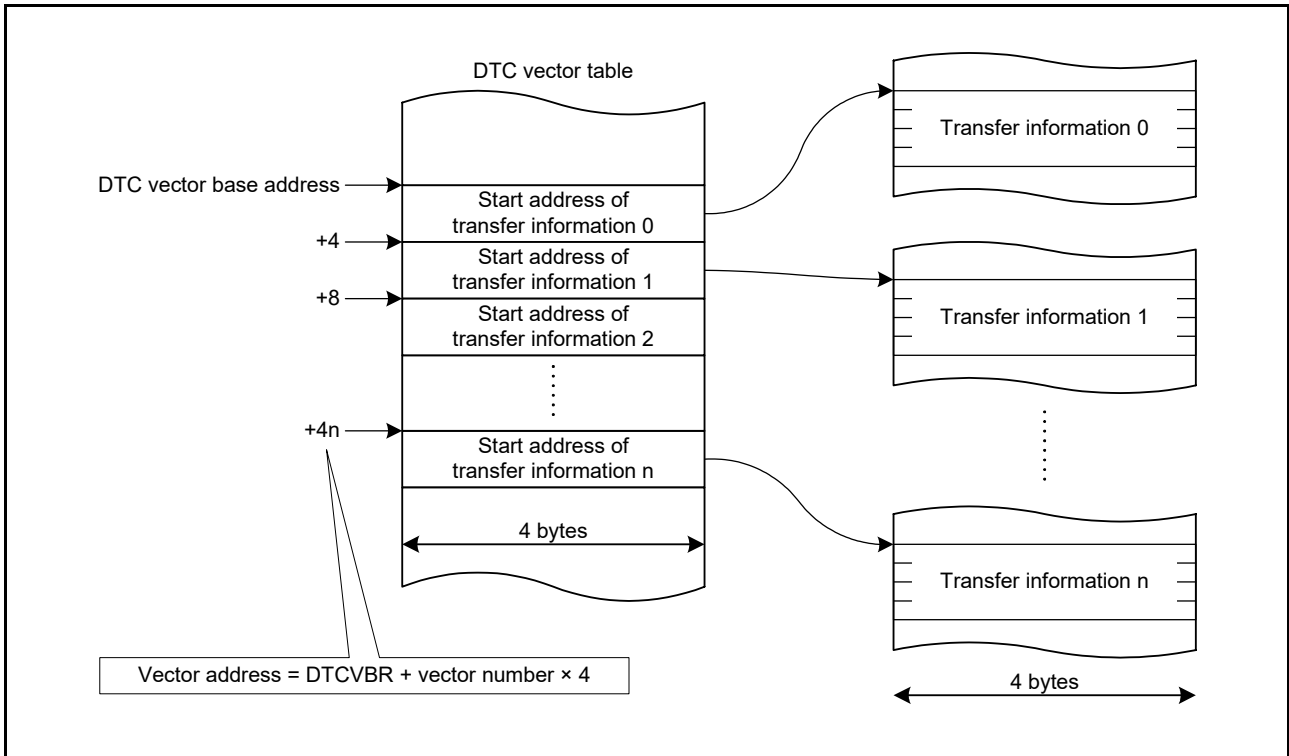 DTC vector table
DTC vector base address
Start address of
transfer information 0
+4
Start address of
transfer information 1
+8
Start address of
transfer information 2
+4n
Start address of
transfer information n
4 bytes
Vector address = DTCVBR + vector number × 4
Transfer information 0
Transfer information 1
Transfer information n
4 bytes